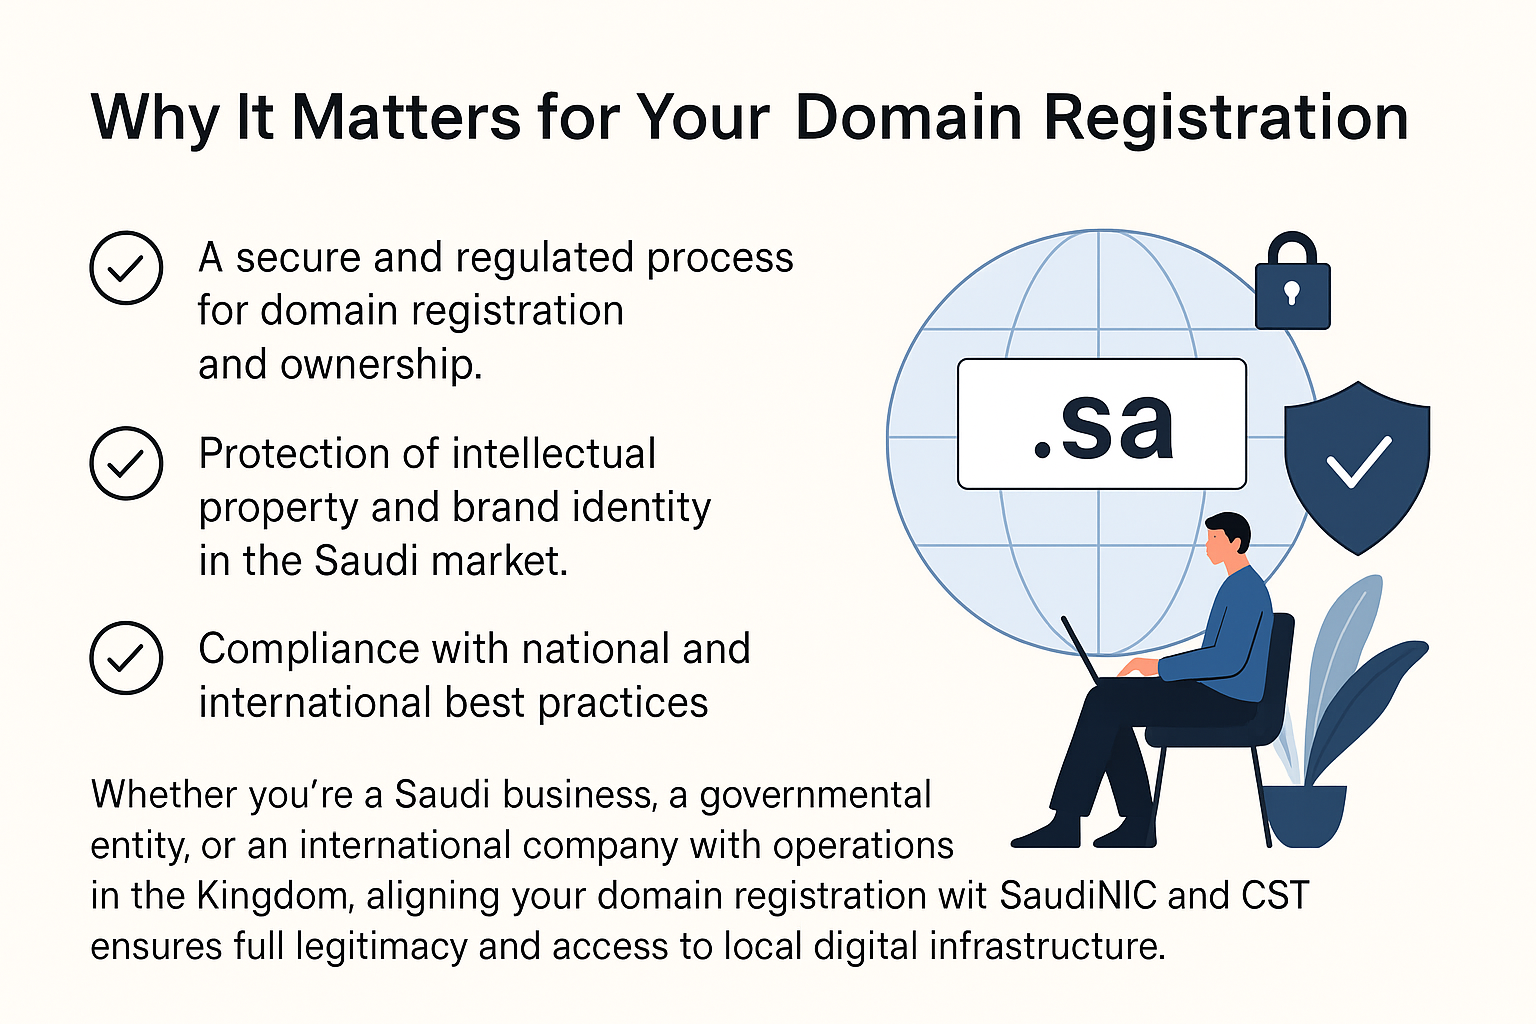 Why It Matters for Your Domain Registration
A secure and regulated process
for domain registration
and ownership.
Protection of intellectual
property and brand identity
in the Saudi market.
Compliance with national and
international best practices
.sa
Whether you’re a Saudi business, a governmental
entity, or an international company with operations
in the Kingdom, aligning your domain registration wit SaudiNIC and CST
ensures full legitimacy and access to local digital infrastructure.